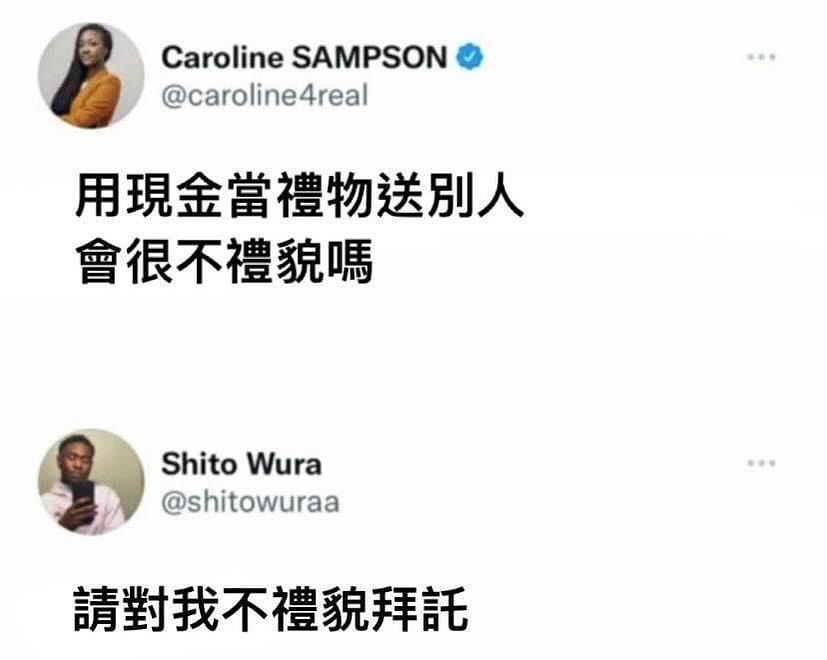 Caroline SAMPSON
@caroline4real
用現金當禮物送別人
會很不禮貌嗎
Shito Wura
@shitowuraa
請對我不禮貌拜託